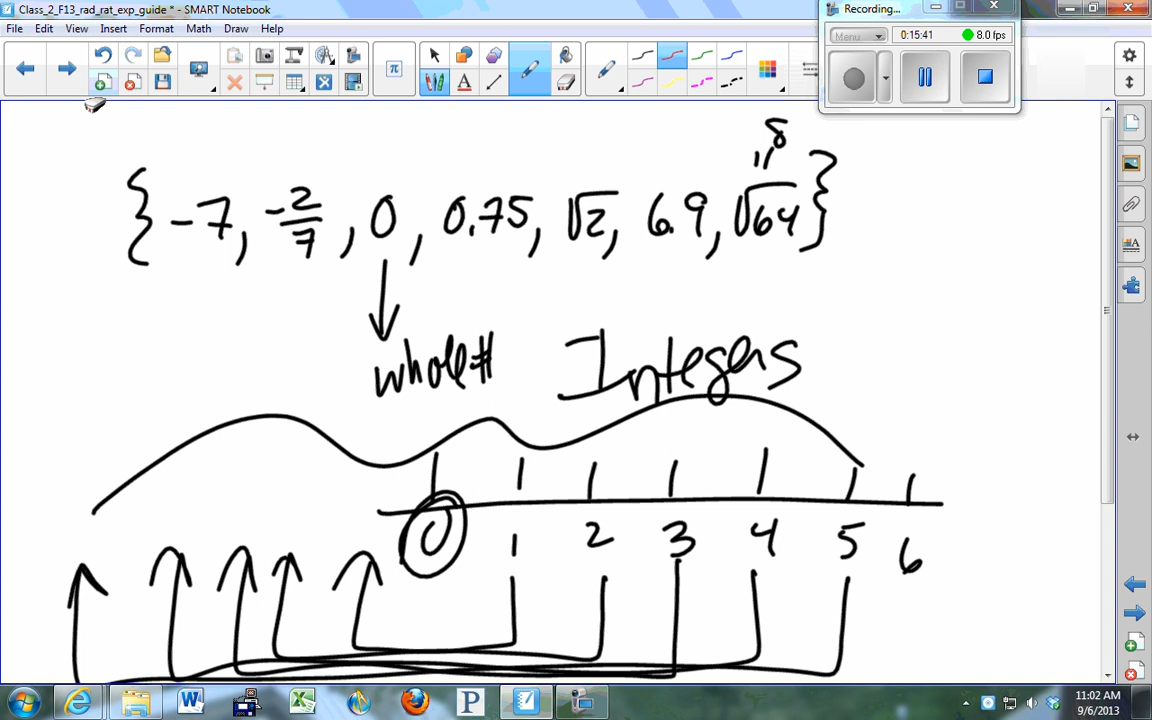 Class_2_F13_rad_rat_exp_guide * - SMART Notebook
Recording...
File Edit View Insert Format Math Draw Help
Menu 0:15:41 8.0 fps
π A
" 8
{ -7, -2/7, 0, 0.75, √2, 6.9, √64 }
whole# Integers
0 1 2 3 4 5 6
W X P
11:02 AM
9/6/2013